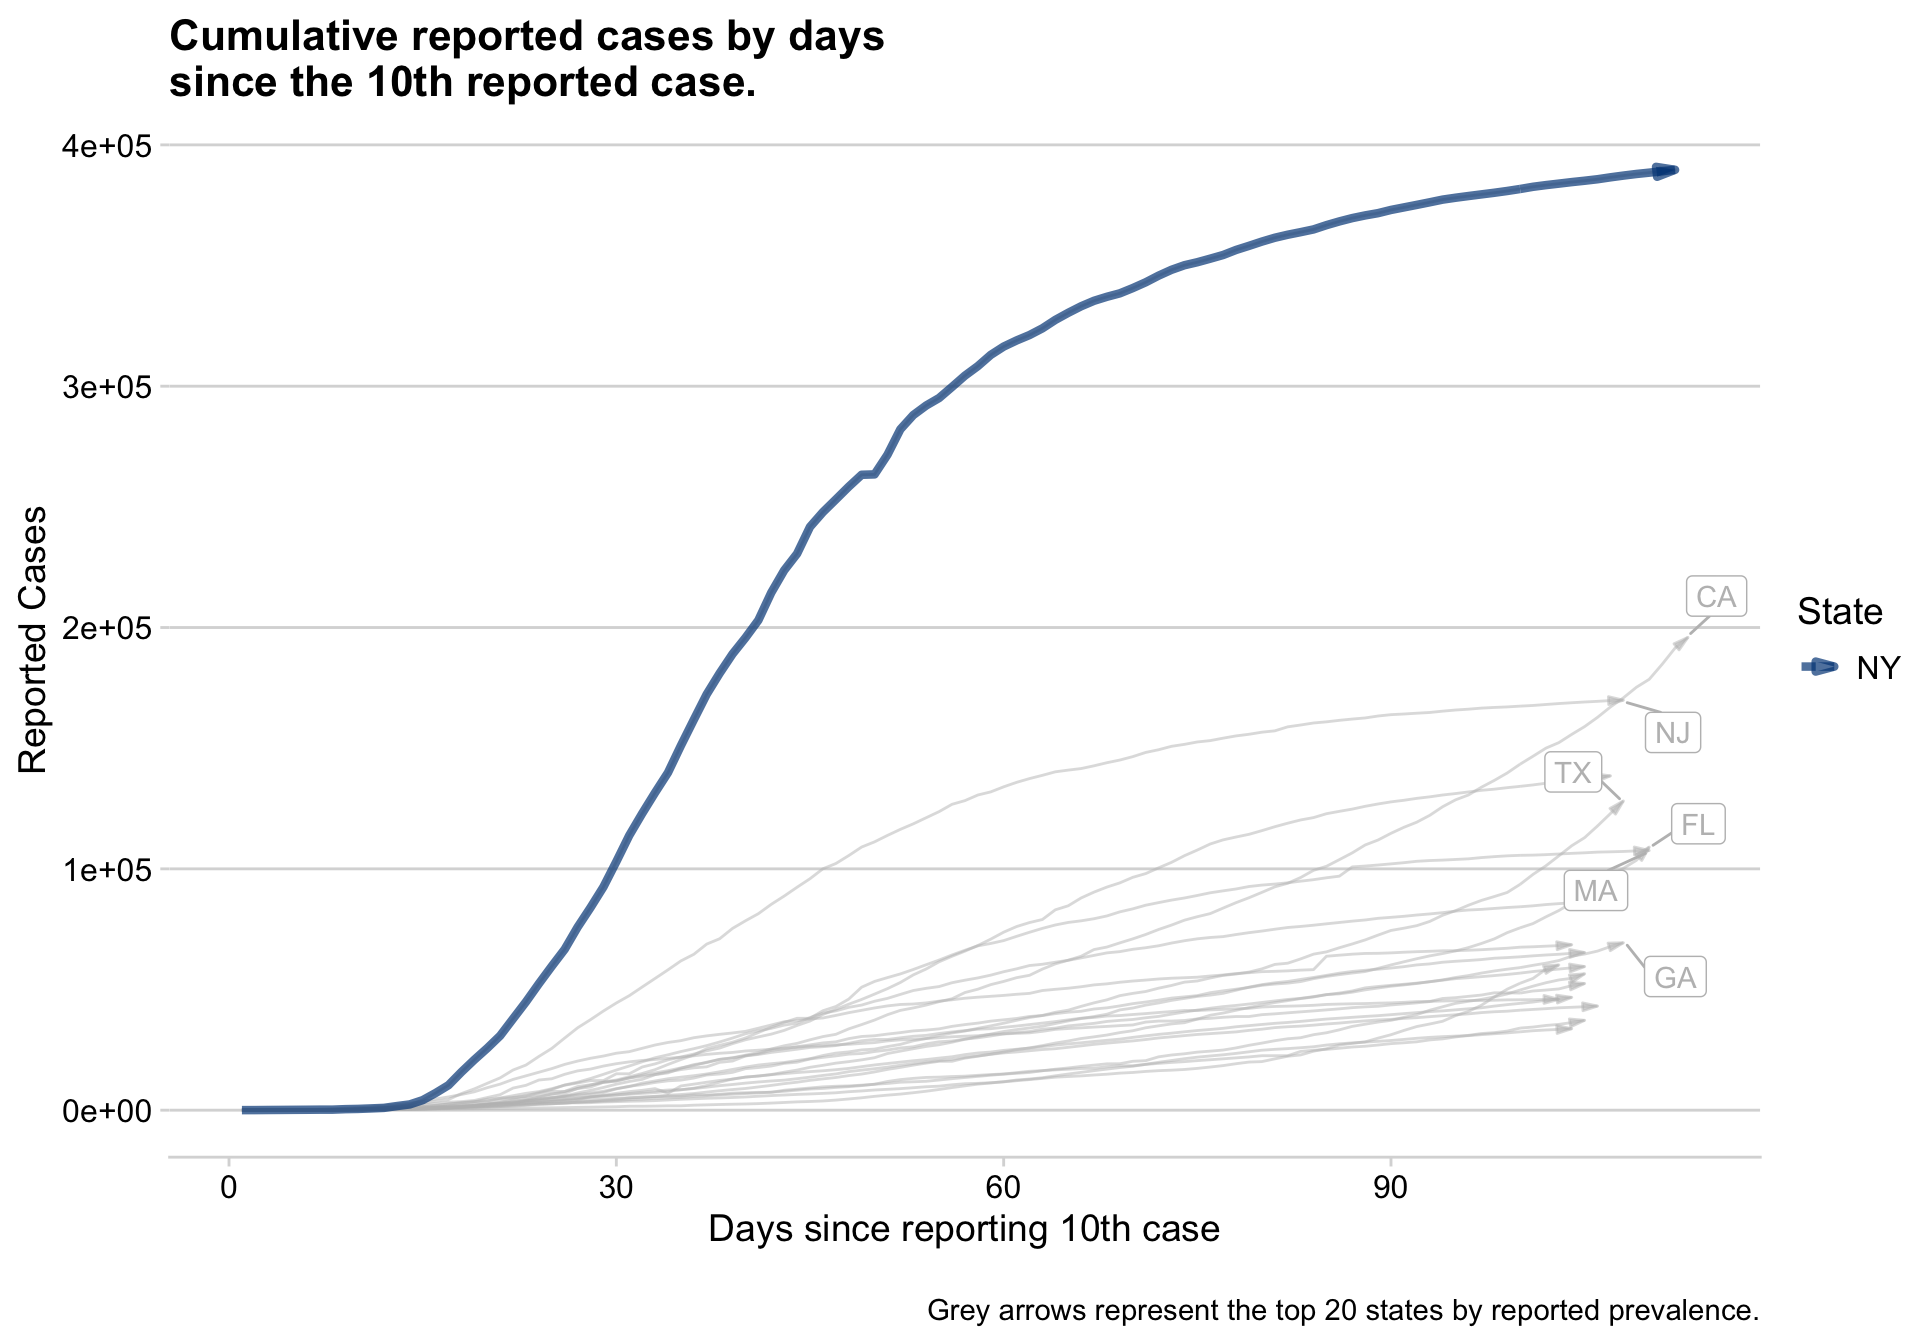 Cumulative reported cases by days
since the 10th reported case.
4e+05
3e+05
2e+05
1e+05
0e+00
Reported Cases
CA
NJ
TX
FL
MA
GA
State
NY
0 30 60 90
Days since reporting 10th case
Grey arrows represent the top 20 states by reported prevalence.